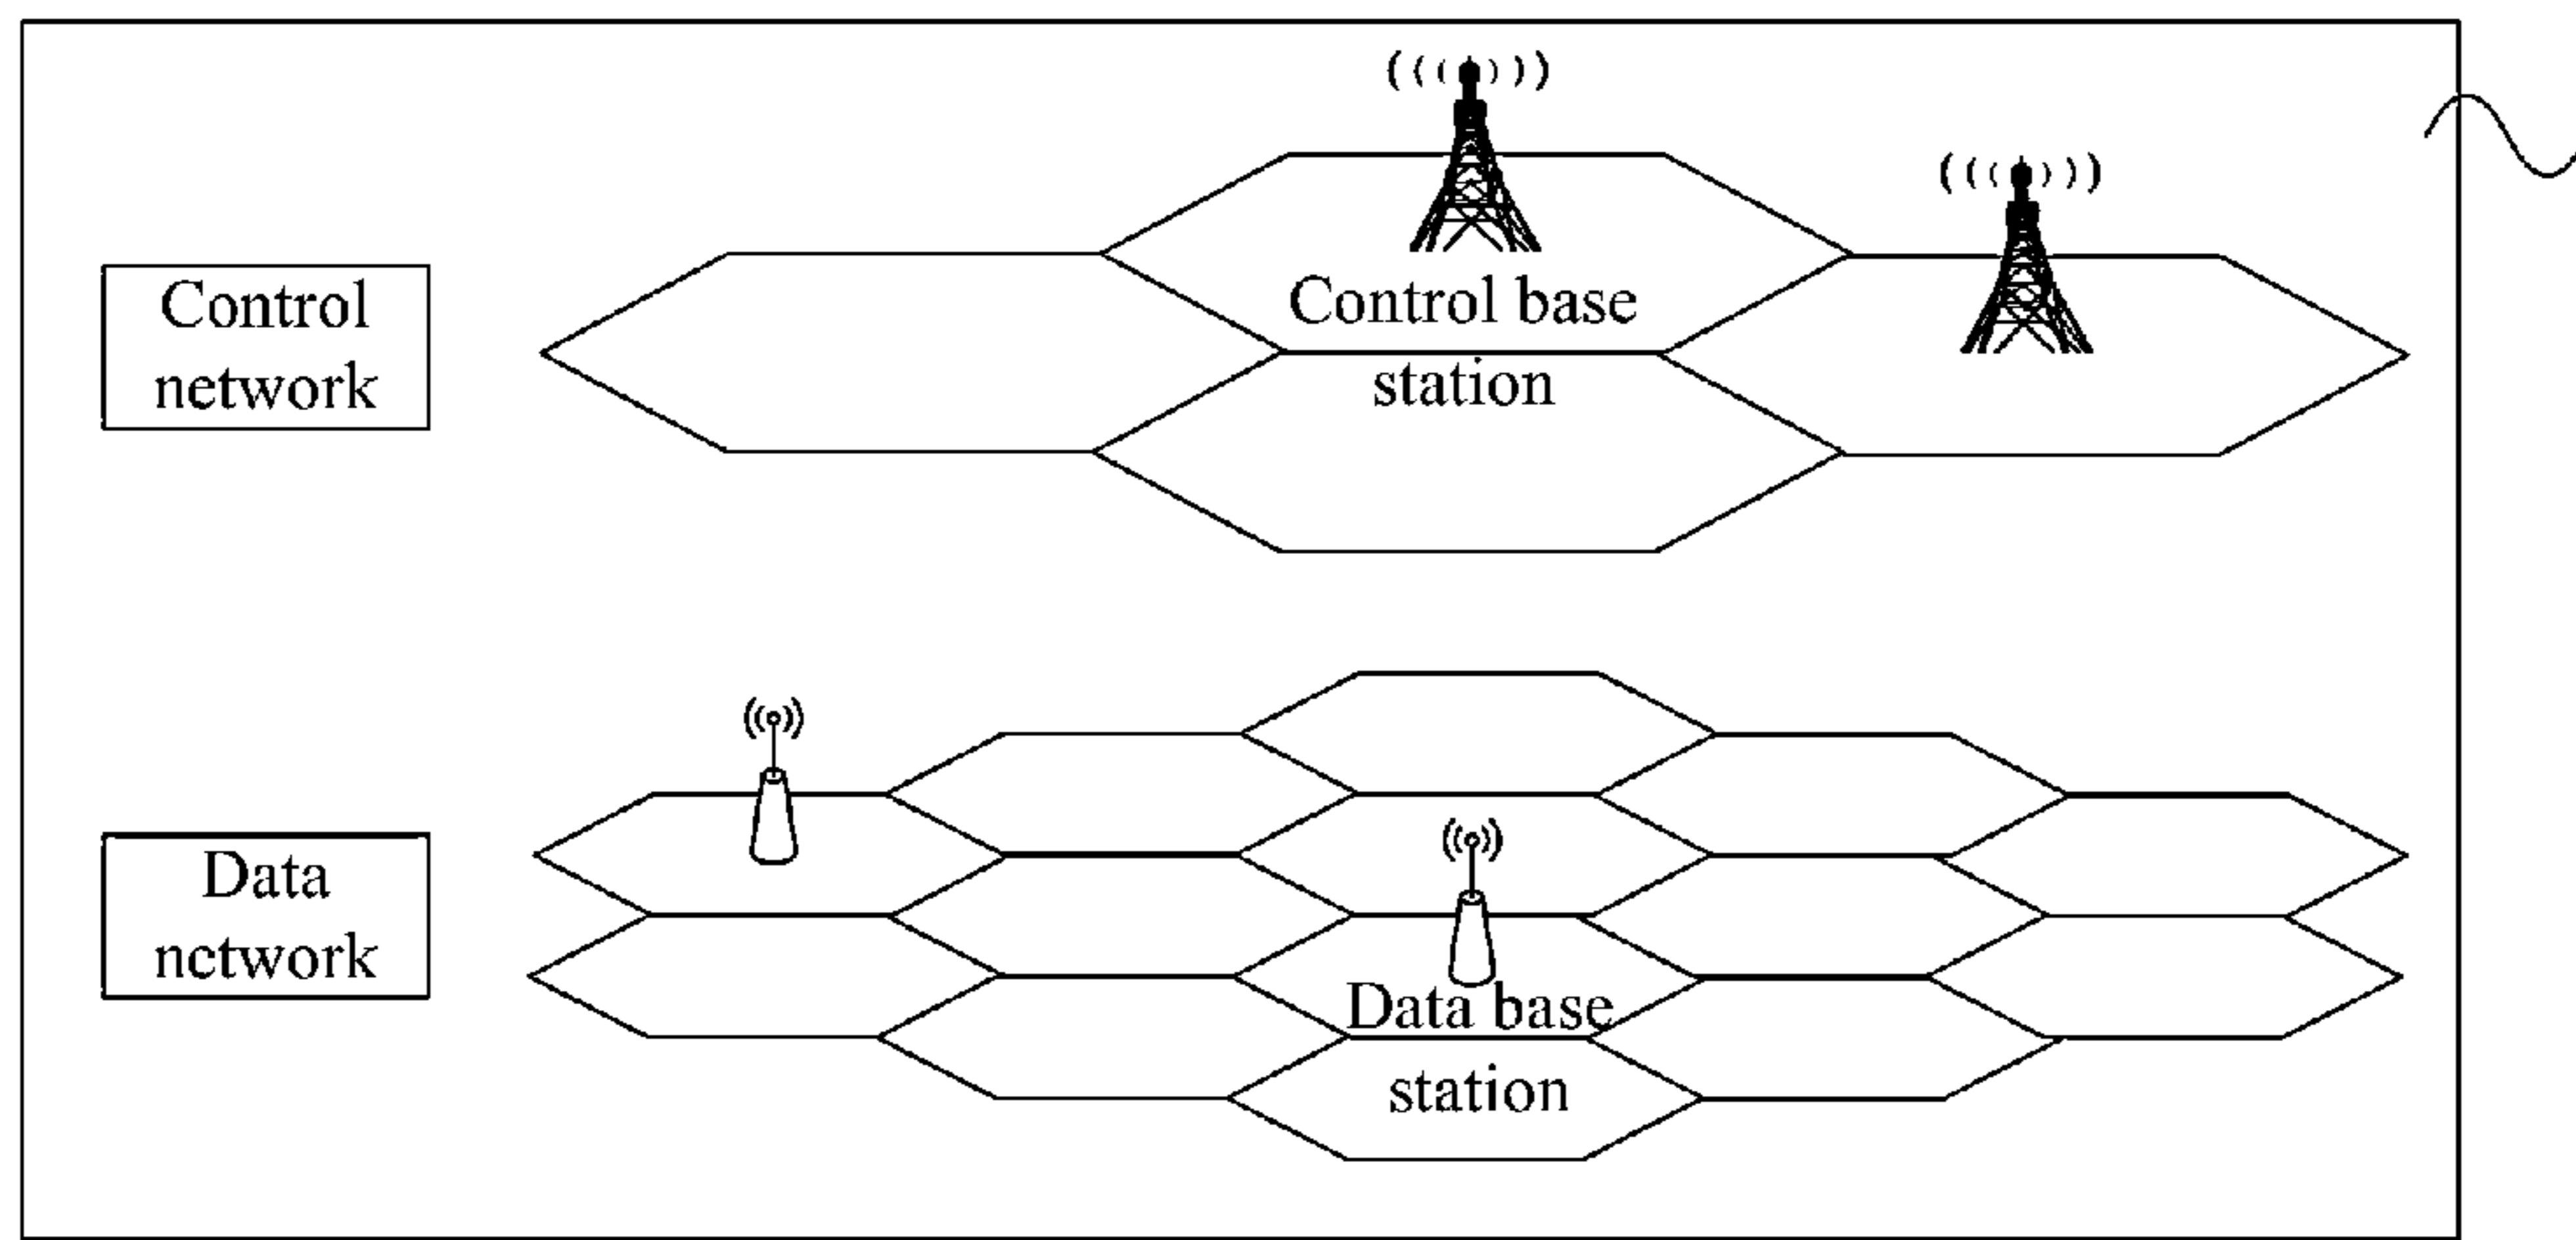 Control base
station
Control
network
Data
nctwork
Data base
station